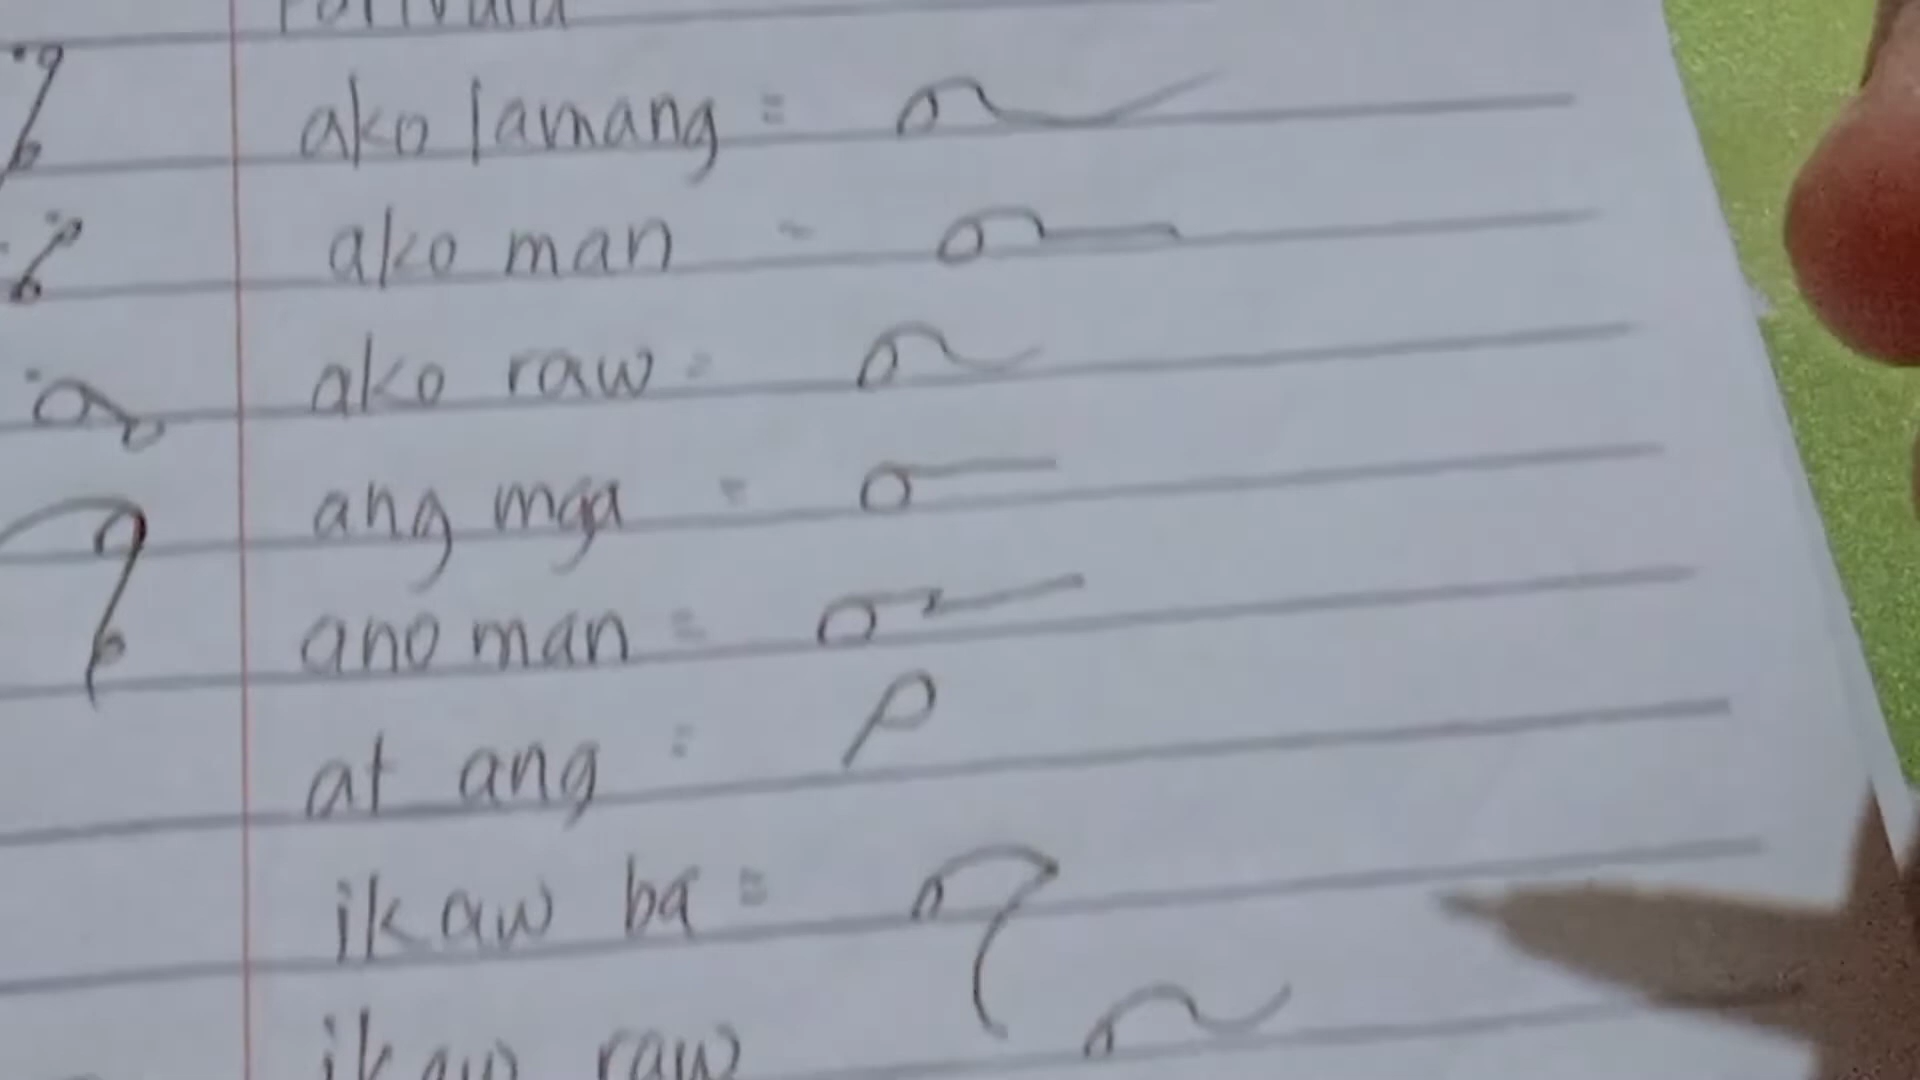 ako lamang =
ako man -
ako raw =
ang mga =
ano man =
at ang :
ikaw ba =
ikaw raw